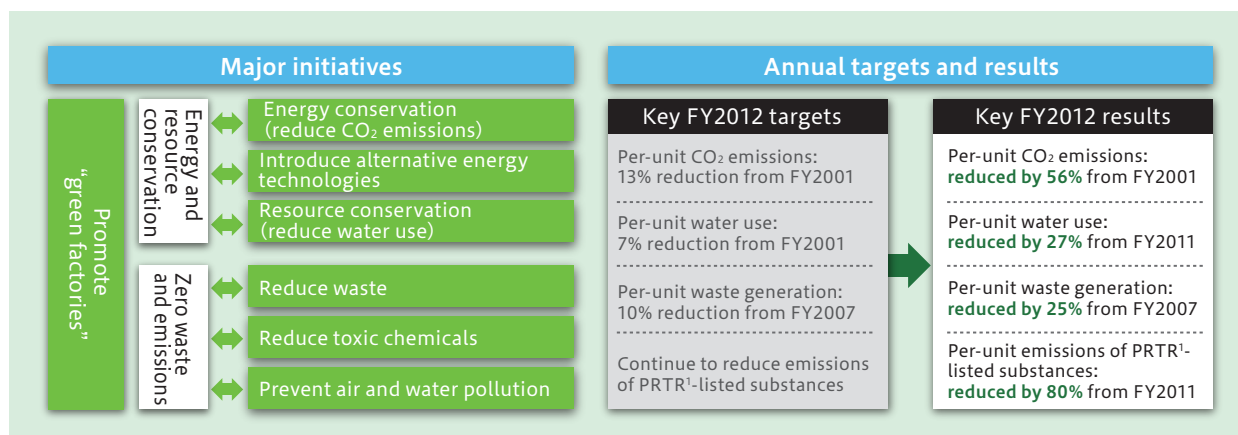 Major initiatives
Promote
“green factories”
Energy and
resource
conservation
Energy conservation
(reduce CO₂ emissions)
Introduce alternative energy
technologies
Resource conservation
(reduce water use)
Zero waste
and emissions
Reduce waste
Reduce toxic chemicals
Prevent air and water pollution
Annual targets and results
Key FY2012 targets
Per-unit CO₂ emissions:
13% reduction from FY2001
Per-unit water use:
7% reduction from FY2001
Per-unit waste generation:
10% reduction from FY2007
Continue to reduce emissions
of PRTR¹-listed substances
Key FY2012 results
Per-unit CO₂ emissions:
reduced by 56% from FY2001
Per-unit water use:
reduced by 27% from FY2011
Per-unit waste generation:
reduced by 25% from FY2007
Per-unit emissions of PRTR¹-
listed substances:
reduced by 80% from FY2011